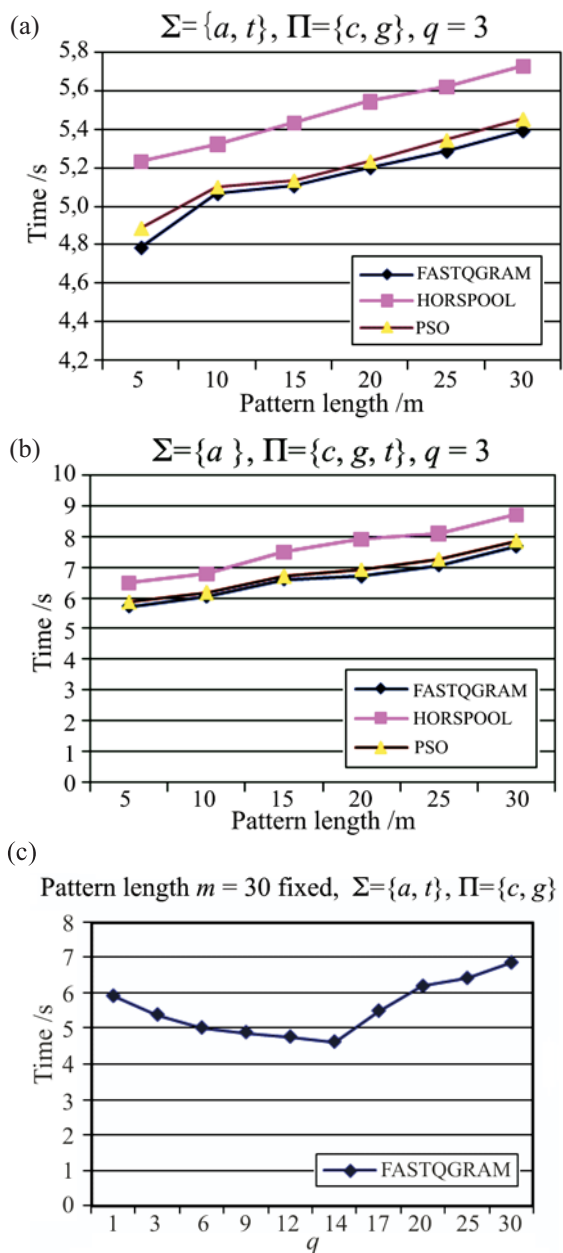 (a)
Σ={a, t}, Π={c, g}, q = 3
5,8
5,6
5,4
5,2
5,0
4,8
4,6
4,4
4,2
Time /s
FASTQGRAM
HORSPOOL
PSO
5 10 15 20 25 30
Pattern length /m
(b)
Σ={a }, Π={c, g, t}, q = 3
10
9
8
7
6
5
4
3
2
1
0
Time /s
FASTQGRAM
HORSPOOL
PSO
5 10 15 20 25 30
Pattern length /m
(c)
Pattern length m = 30 fixed, Σ={a, t}, Π={c, g}
8
7
6
5
4
3
2
1
0
Time /s
FASTQGRAM
1 3 6 9 12 14 17 20 25 30
q